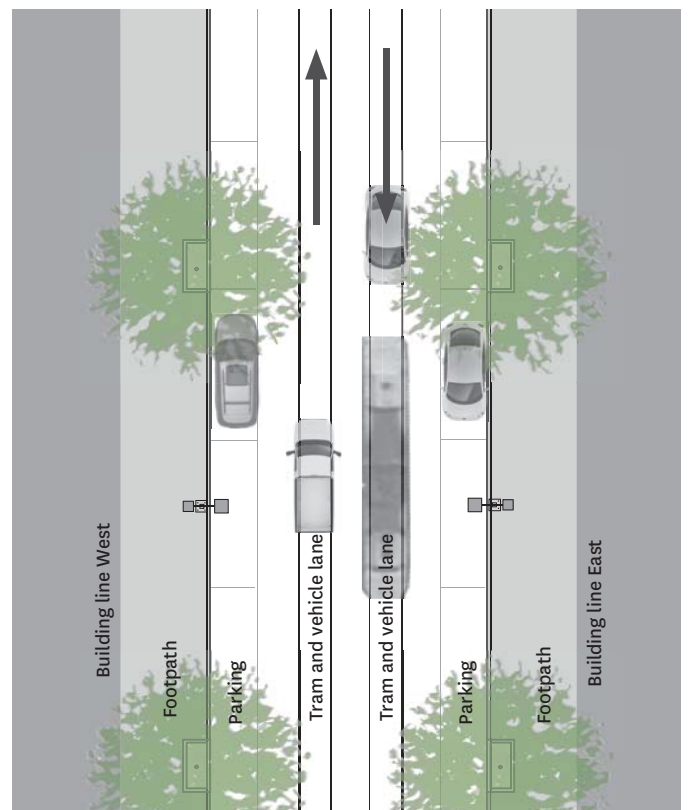 Building line West
Footpath
Parking
Tram and vehicle lane
Tram and vehicle lane
Parking
Footpath
Building line East